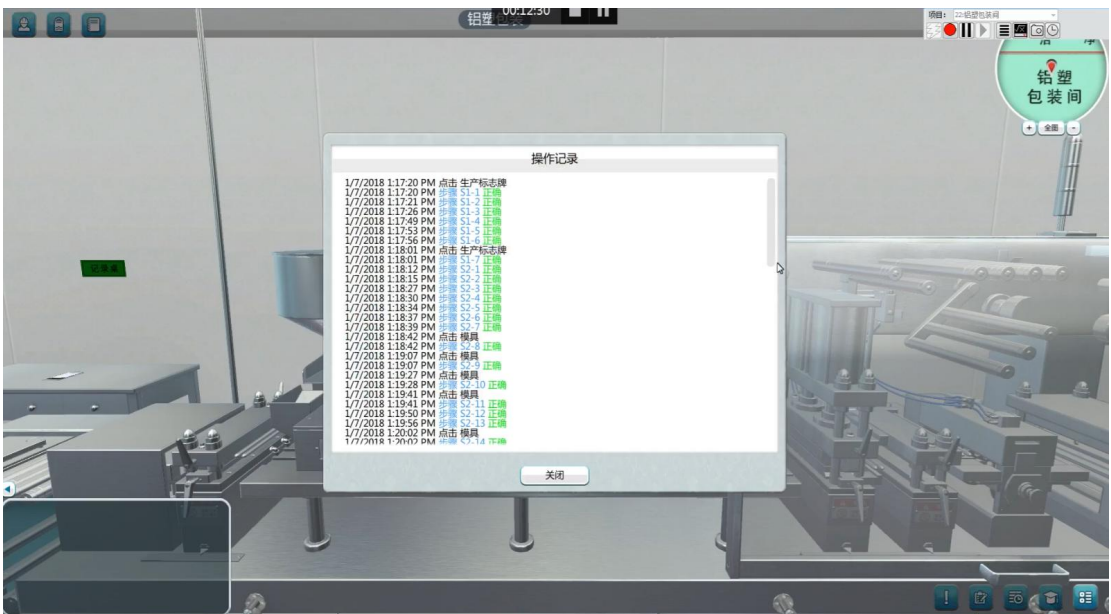 铝塑包装
00:12:30
项目: 22:铝塑包装间
洁 净
铝塑
包装间
+ 全图 -
操作记录
1/7/2018 1:17:20 PM 点击 生产标志牌
1/7/2018 1:17:20 PM 步骤 S1-1 正确
1/7/2018 1:17:21 PM 步骤 S1-2 正确
1/7/2018 1:17:26 PM 步骤 S1-3 正确
1/7/2018 1:17:49 PM 步骤 S1-4 正确
1/7/2018 1:17:53 PM 步骤 S1-5 正确
1/7/2018 1:17:56 PM 步骤 S1-6 正确
1/7/2018 1:18:01 PM 点击 生产标志牌
1/7/2018 1:18:01 PM 步骤 S1-7 正确
1/7/2018 1:18:12 PM 步骤 S2-1 正确
1/7/2018 1:18:15 PM 步骤 S2-2 正确
1/7/2018 1:18:27 PM 步骤 S2-3 正确
1/7/2018 1:18:30 PM 步骤 S2-4 正确
1/7/2018 1:18:34 PM 步骤 S2-5 正确
1/7/2018 1:18:37 PM 步骤 S2-6 正确
1/7/2018 1:18:39 PM 步骤 S2-7 正确
1/7/2018 1:18:42 PM 点击 模具
1/7/2018 1:18:42 PM 步骤 S2-8 正确
1/7/2018 1:19:07 PM 点击 模具
1/7/2018 1:19:07 PM 步骤 S2-9 正确
1/7/2018 1:19:27 PM 点击 模具
1/7/2018 1:19:28 PM 步骤 S2-10 正确
1/7/2018 1:19:41 PM 点击 模具
1/7/2018 1:19:41 PM 步骤 S2-11 正确
1/7/2018 1:19:50 PM 步骤 S2-12 正确
1/7/2018 1:19:56 PM 步骤 S2-13 正确
1/7/2018 1:20:02 PM 点击 模具
1/7/2018 1:20:02 PM 步骤 S2-14 正确
记录桌
关闭